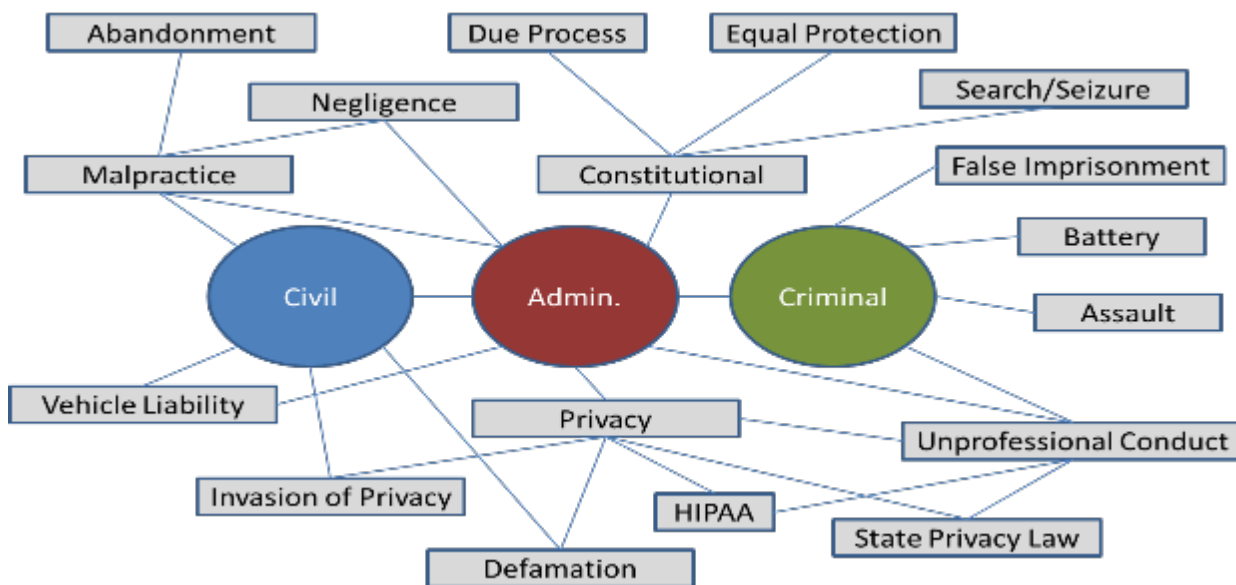 Abandonment
Due Process
Equal Protection
Negligence
Search/Seizure
Malpractice
Constitutional
False Imprisonment
Battery
Civil
Admin.
Criminal
Assault
Vehicle Liability
Privacy
Unprofessional Conduct
Invasion of Privacy
HIPAA
State Privacy Law
Defamation